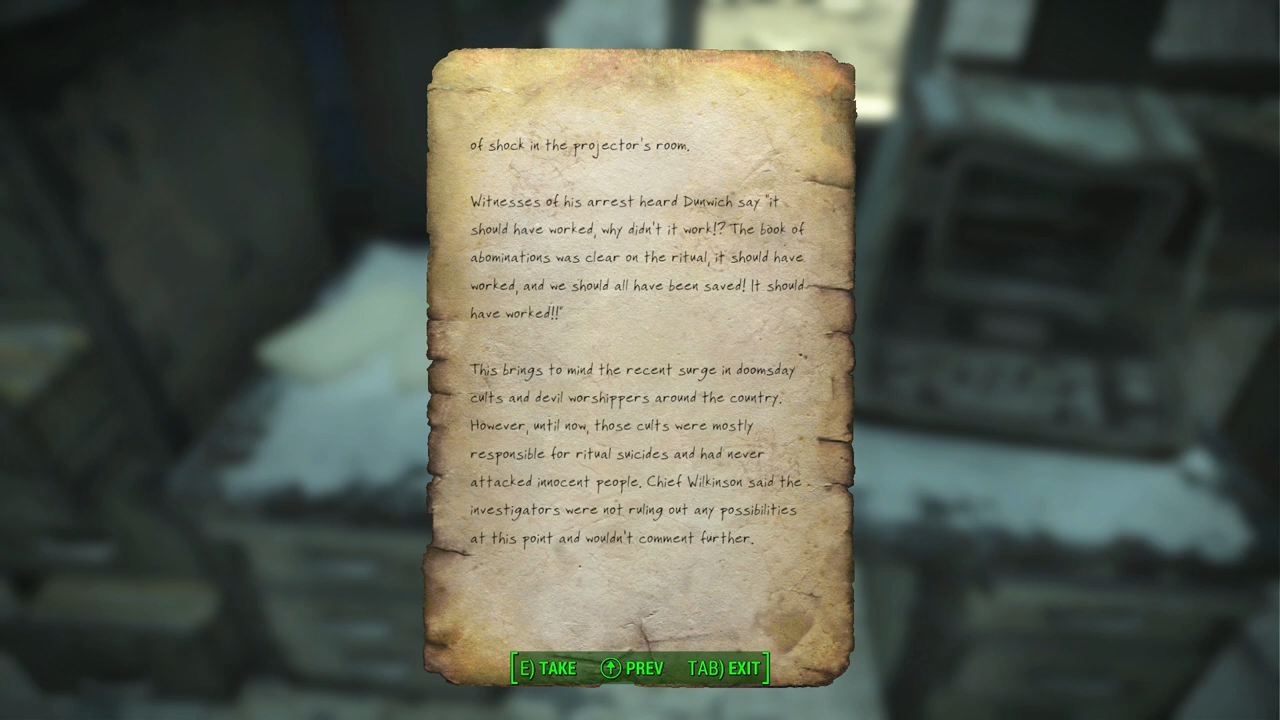 of shock in the projector's room.
Witnesses of his arrest heard Dunwich say "it
should have worked, why didn't it work!? The book of
abominations was clear on the ritual, it should have
worked, and we should all have been saved! It should
have worked!!"
This brings to mind the recent surge in doomsday
cults and devil worshippers around the country.
However, until now, those cults were mostly
responsible for ritual suicides and had never
attacked innocent people. Chief Wilkinson said the
investigators were not ruling out any possibilities
at this point and wouldn't comment further.
E) TAKE PREV TAB) EXIT